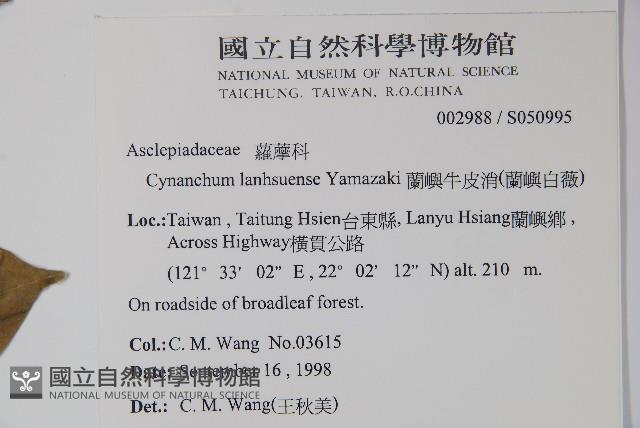 國立自然科學博物館
NATIONAL MUSEUM OF NATURAL SCIENCE
TAICHUNG. TAIWAN, R.O.CHINA
002988 / S050995
Asclepiadaceae 蘿藦科
Cynanchum lanhsuense Yamazaki 蘭嶼牛皮消(蘭嶼白薇)
Loc.:Taiwan , Taitung Hsien台東縣, Lanyu Hsiang蘭嶼鄉 ,
Across Highway橫貫公路
(121° 33' 02" E , 22° 02' 12" N) alt. 210 m.
On roadside of broadleaf forest.
Col.: C. M. Wang No.03615
Date: September 16 , 1998
Det.: C. M. Wang(王秋美)
國立自然科學博物館
NATIONAL MUSEUM OF NATURAL SCIENCE